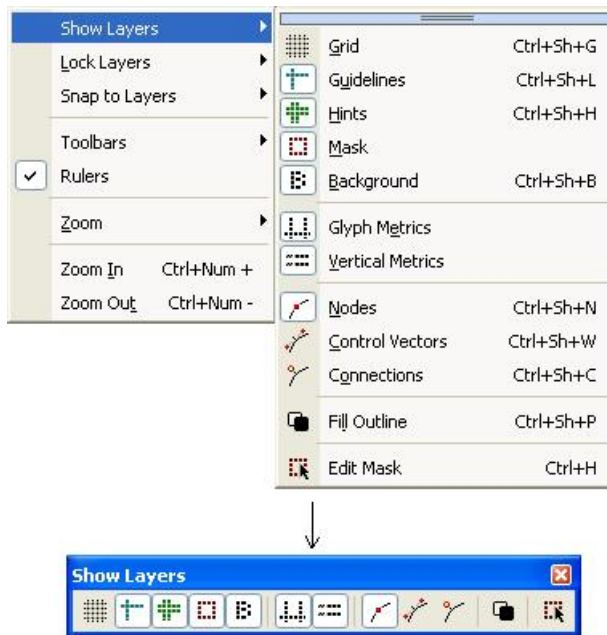 Show Layers
Lock Layers
Snap to Layers
Toolbars
Rulers
Zoom
Zoom In Ctrl+Num +
Zoom Out Ctrl+Num -
Grid Ctrl+Sh+G
Guidelines Ctrl+Sh+L
Hints Ctrl+Sh+H
Mask
Background Ctrl+Sh+B
Glyph Metrics
Vertical Metrics
Nodes Ctrl+Sh+N
Control Vectors Ctrl+Sh+W
Connections Ctrl+Sh+C
Fill Outline Ctrl+Sh+P
Edit Mask Ctrl+H
Show Layers